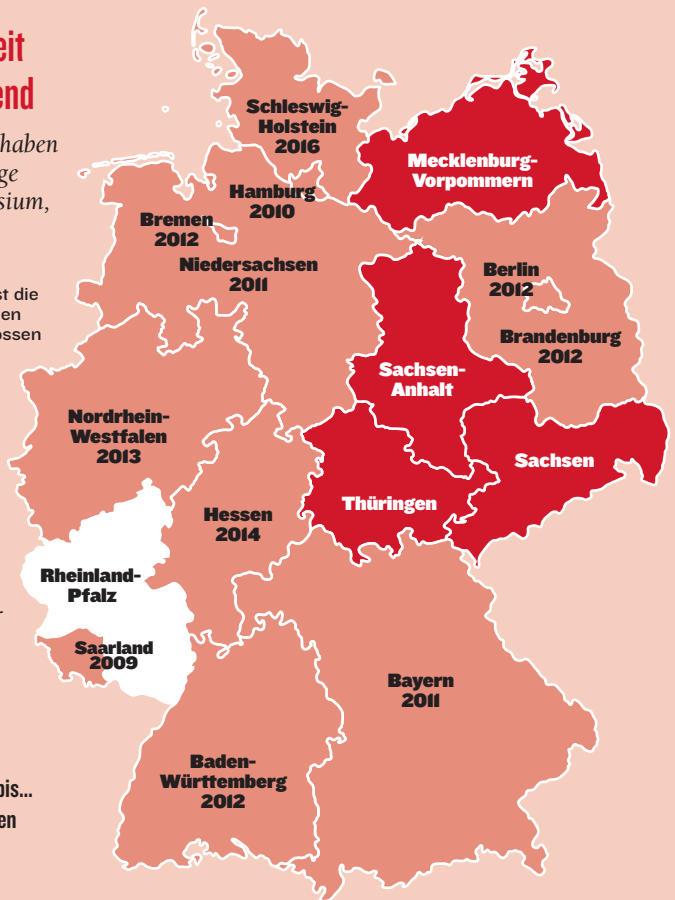 eit
end
haben
ge
sium,
st die
en
ossen
bis...
en
Schleswig-
Holstein
2016
Mecklenburg-
Vorpommern
Hamburg
2010
Bremen
2012
Niedersachsen
2011
Berlin
2012
Brandenburg
2012
Sachsen-
Anhalt
Nordrhein-
Westfalen
2013
Sachsen
Thüringen
Hessen
2014
Rheinland-
Pfalz
Saarland
2009
Bayern
2011
Baden-
Württemberg
2012